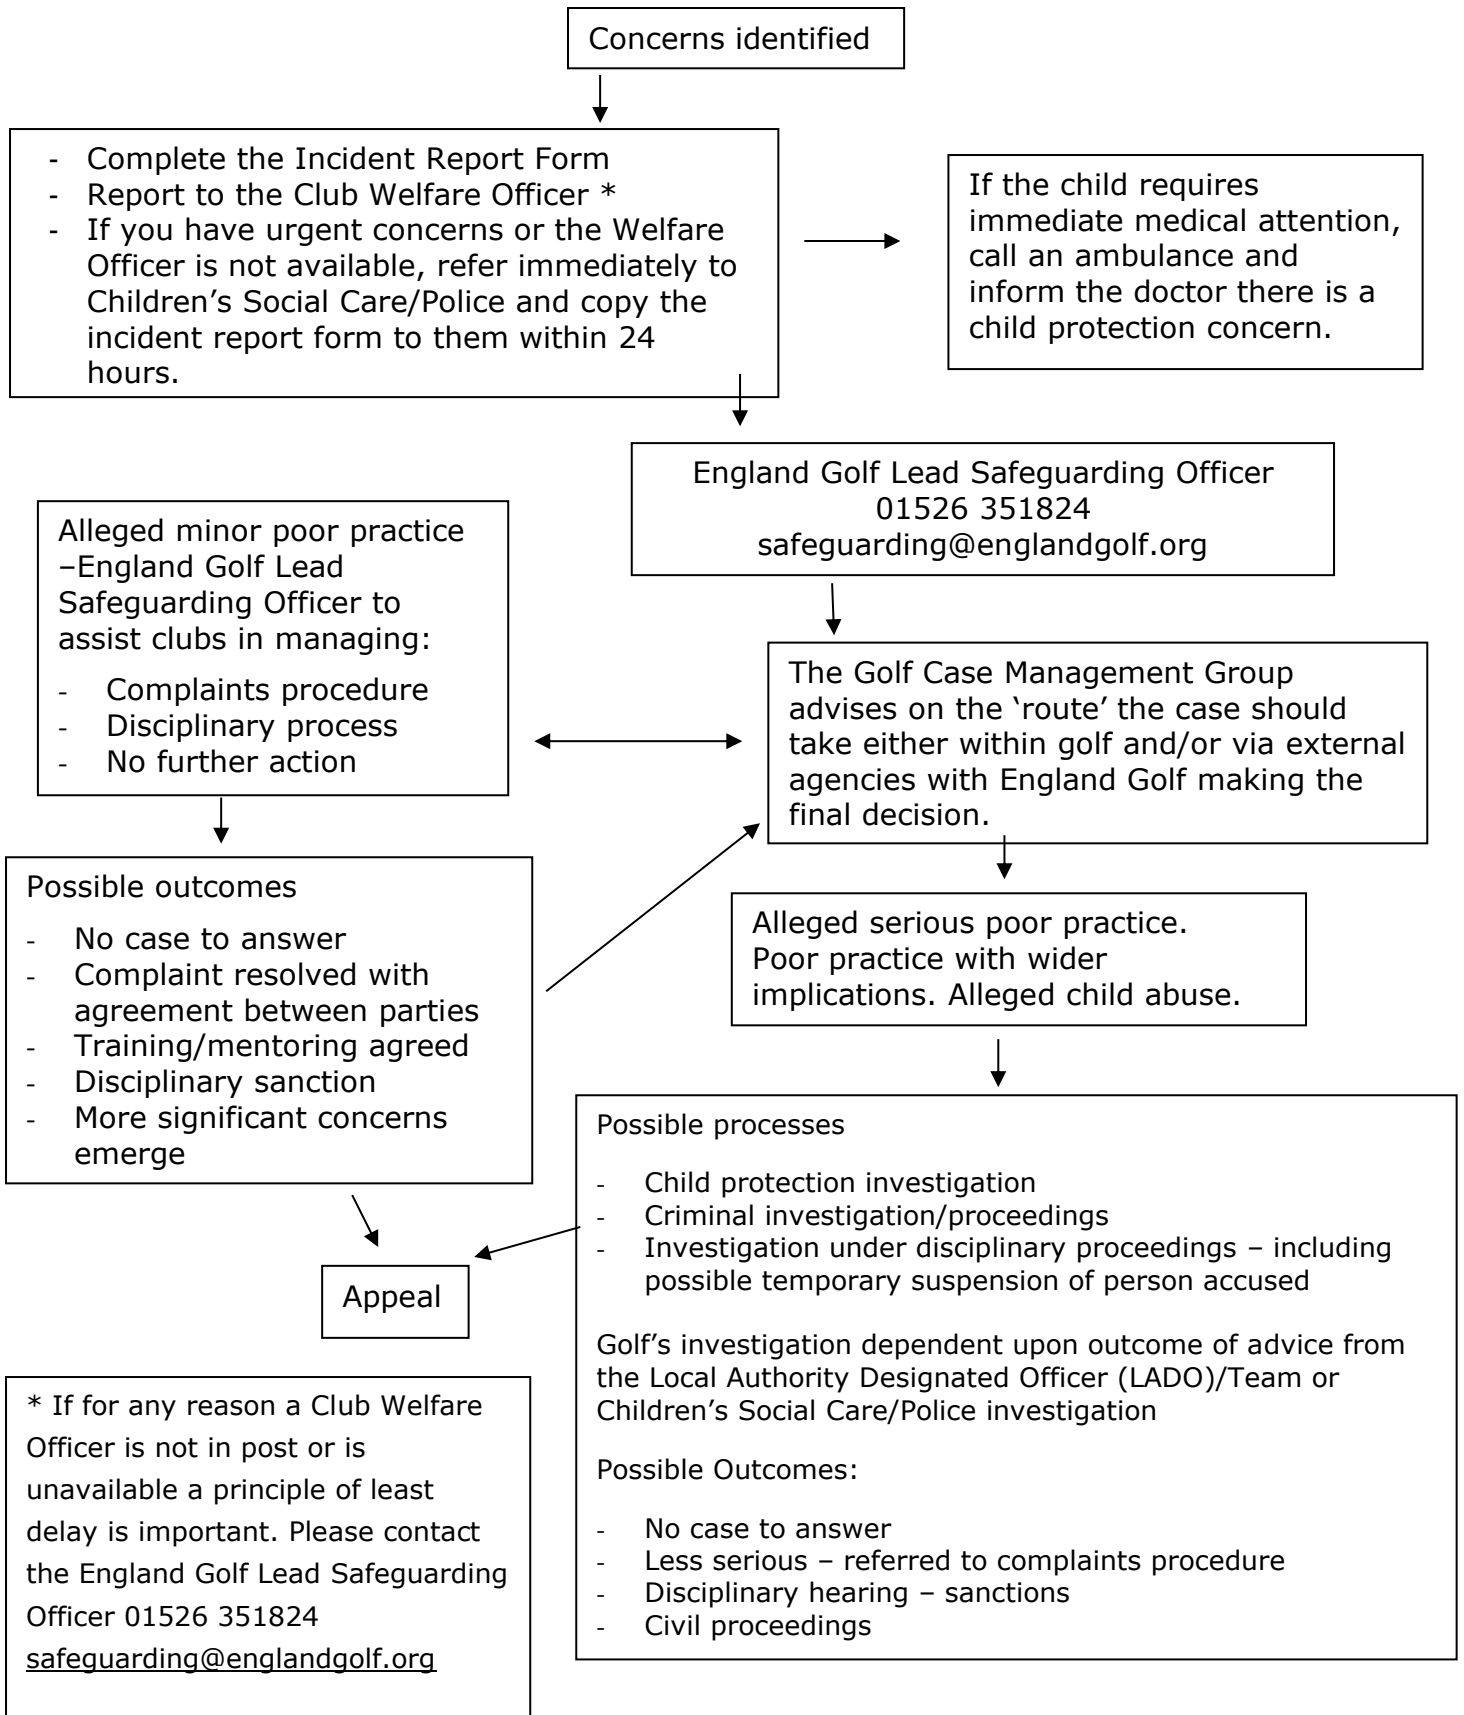 Concerns identified
- Complete the Incident Report Form
- Report to the Club Welfare Officer *
- If you have urgent concerns or the Welfare
Officer is not available, refer immediately to
Children’s Social Care/Police and copy the
incident report form to them within 24
hours.
If the child requires
immediate medical attention,
call an ambulance and
inform the doctor there is a
child protection concern.
England Golf Lead Safeguarding Officer
01526 351824
safeguarding@englandgolf.org
Alleged minor poor practice
–England Golf Lead
Safeguarding Officer to
assist clubs in managing:
- Complaints procedure
- Disciplinary process
- No further action
The Golf Case Management Group
advises on the ‘route’ the case should
take either within golf and/or via external
agencies with England Golf making the
final decision.
Possible outcomes
- No case to answer
- Complaint resolved with
agreement between parties
- Training/mentoring agreed
- Disciplinary sanction
- More significant concerns
emerge
Alleged serious poor practice.
Poor practice with wider
implications. Alleged child abuse.
Possible processes
- Child protection investigation
- Criminal investigation/proceedings
- Investigation under disciplinary proceedings – including
possible temporary suspension of person accused
Golf’s investigation dependent upon outcome of advice from
the Local Authority Designated Officer (LADO)/Team or
Children’s Social Care/Police investigation
Possible Outcomes:
- No case to answer
- Less serious – referred to complaints procedure
- Disciplinary hearing – sanctions
- Civil proceedings
Appeal
* If for any reason a Club Welfare
Officer is not in post or is
unavailable a principle of least
delay is important. Please contact
the England Golf Lead Safeguarding
Officer 01526 351824
safeguarding@englandgolf.org